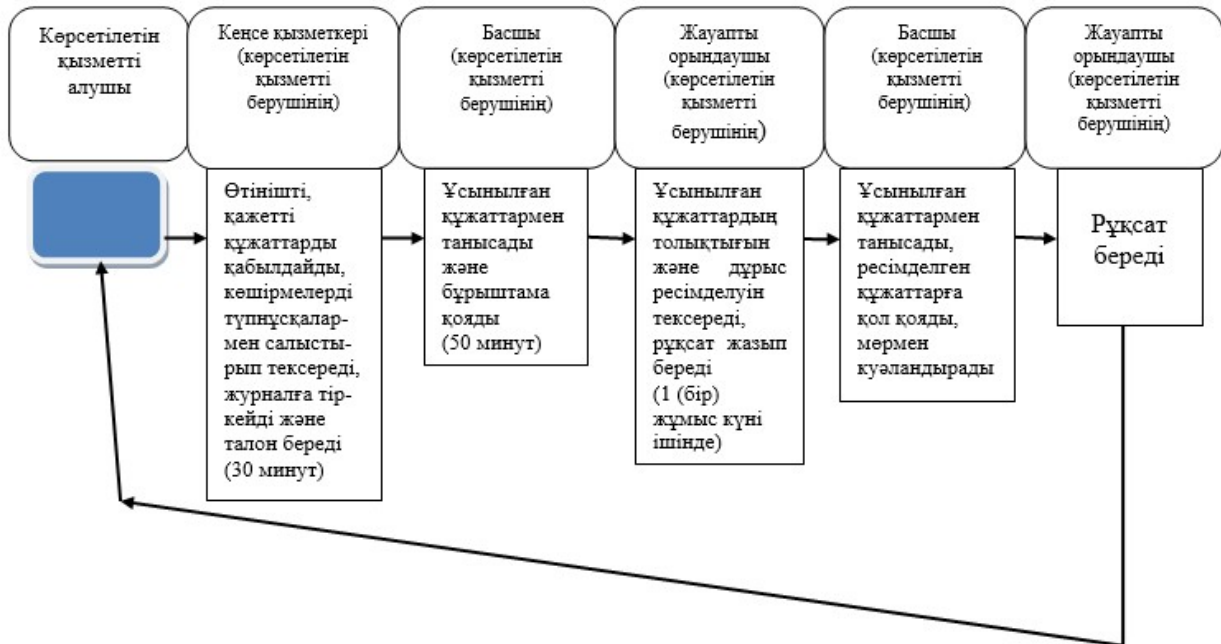 Көрсетілетін
қызметті
алушы
Кеңсе қызметкері
(көрсетілетін
қызметті
берушінің)
Басшы
(көрсетілетін
қызметті
берушінің)
Жауапты
орындаушы
(көрсетілетін
қызметті
берушінің)
Басшы
(көрсетілетін
қызметті
берушінің)
Жауапты
орындаушы
(көрсетілетін
қызметті
берушінің)
Өтінішті,
қажетті
құжаттарды
қабылдайды,
көшірмелерді
түпнұсқалар-
мен салысты-
рып тексереді,
журналға тір-
кейді және
талон береді
(30 минут)
Ұсынылған
құжаттармен
танысады
және
бұрыштама
қояды
(50 минут)
Ұсынылған
құжаттардың
толықтығын
және дұрыс
ресімделуін
тексереді,
рұқсат жазып
береді
(1 (бір)
жұмыс күні
ішінде)
Ұсынылған
құжаттармен
танысады,
ресімделген
құжаттарға
қол қояды,
мөрмен
куәландырады
Рұқсат
береді